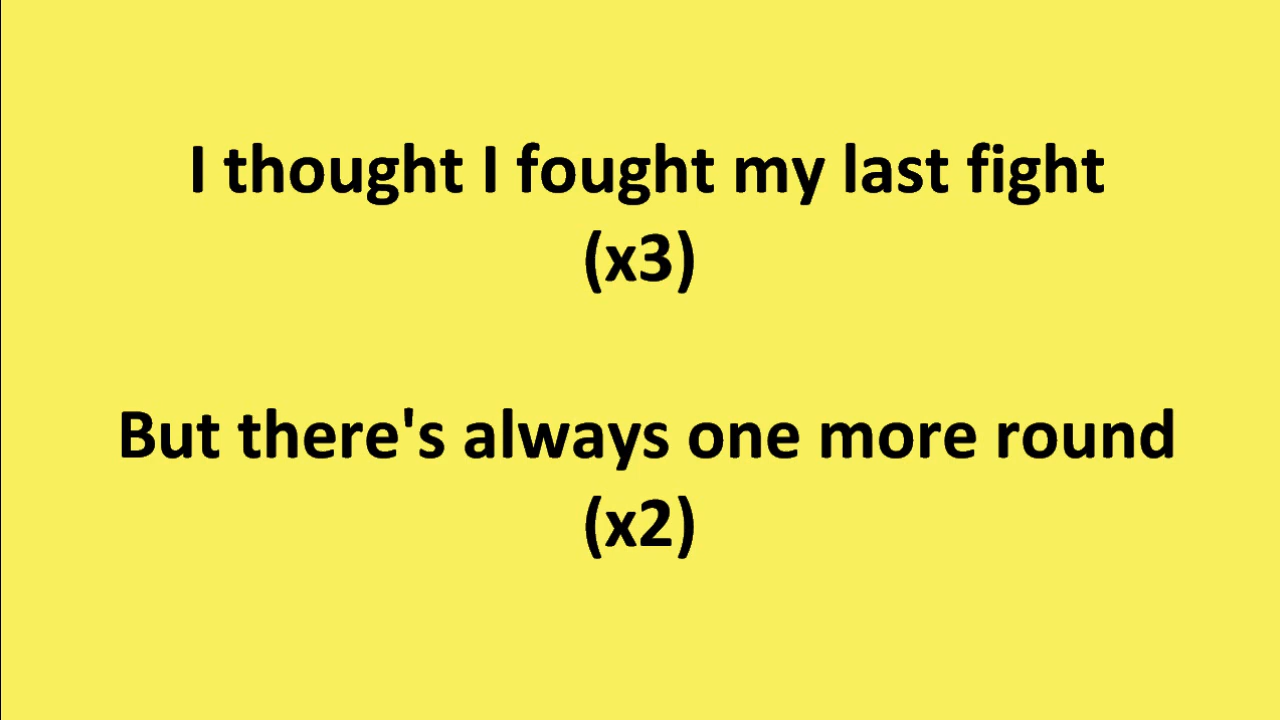 I thought I fought my last fight
(x3)
But there's always one more round
(x2)